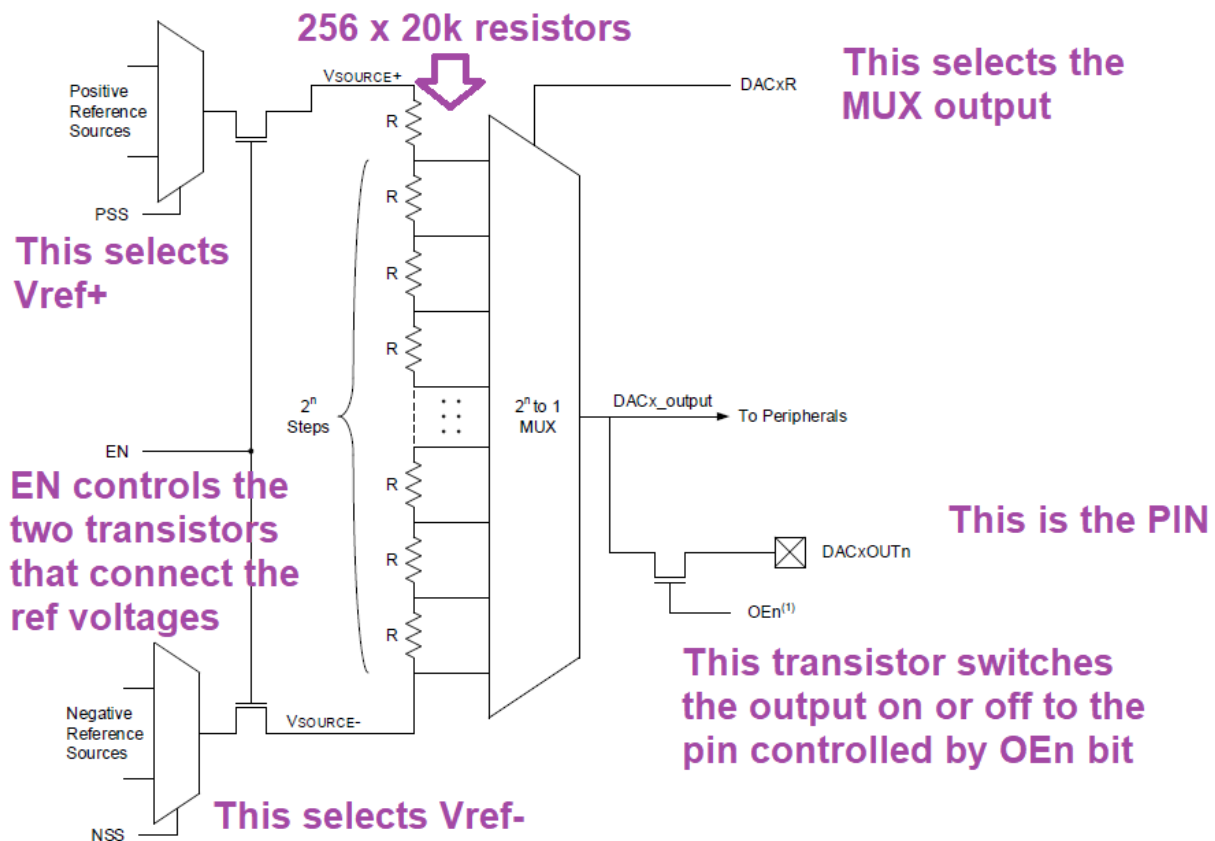 256 x 20k resistors
VSOURCE+
This selects the
MUX output
DACxR
Positive
Reference
Sources
R
R
PSS
This selects
Vref+
R
R
2ⁿ
Steps
2ⁿ to 1
MUX
DACx_output
To Peripherals
EN
EN controls the
two transistors
that connect the
ref voltages
R
R
R
This is the PIN
DACxOUTn
OEn⁽¹⁾
This transistor switches
the output on or off to the
pin controlled by OEn bit
Negative
Reference
Sources
VSOURCE-
NSS
This selects Vref-